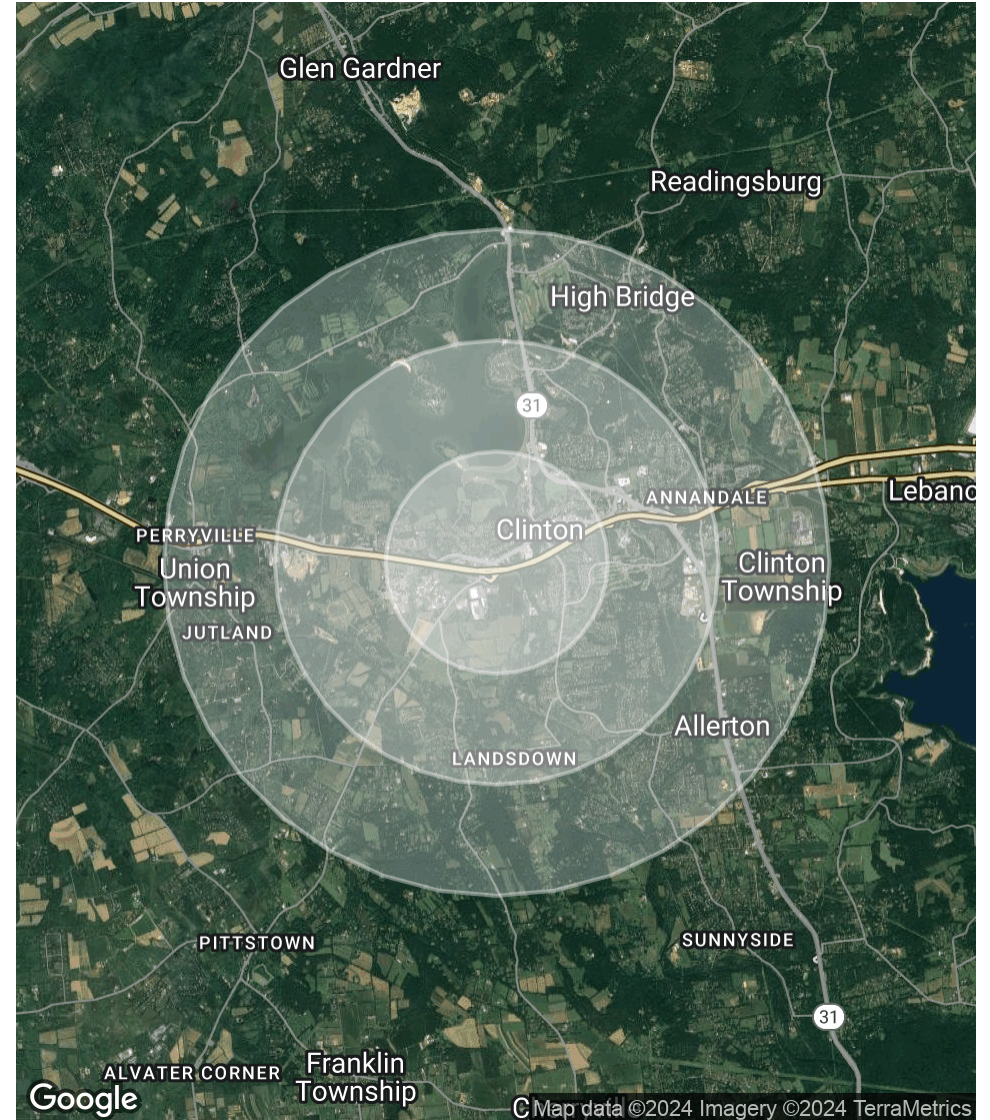 Glen Gardner
Readingsburg
High Bridge
31
ANNANDALE
Lebano
Clinton
PERRYVILLE
Union
Township
Clinton
Township
JUTLAND
Allerton
LANDSDOWN
PITTSTOWN
SUNNYSIDE
31
ALVATER CORNER
Franklin
Township
Google
Map data ©2024 Imagery ©2024 TerraMetrics